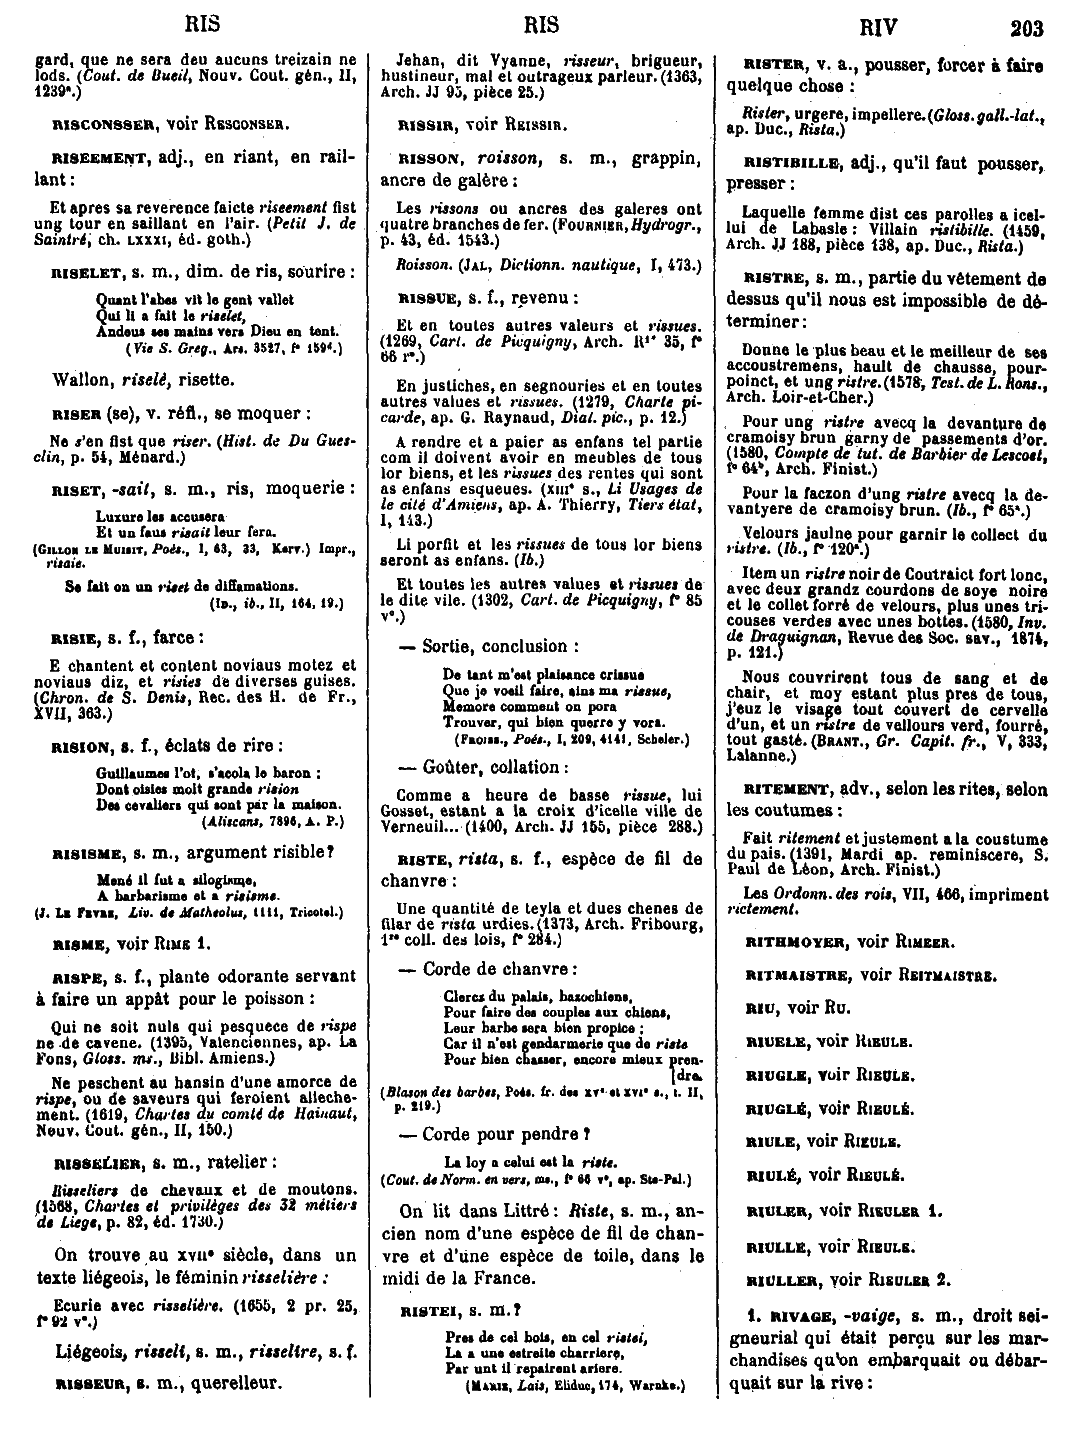 RIS
RIS
RIV
203
gard, que ne sera deu aucuns treizain ne
lods. (Cout. de Bueil, Nouv. Cout. gén., II,
1239ª.)
RISCONSSER, voir RESCONSER.
RISEEMENT, adj., en riant, en rail-
lant :
Et apres sa reverence faicte riseement fist
ung tour en saillant en l'air. (Petit J. de
Saintré, ch. LXXXI, éd. goth.)
RISELET, s. m., dim. de ris, sourire :
Quant l'abes vit le gent vallet
Qui li a fait le riselet,
Andeus ses mains vers Dieu en tent.
(Vie S. Greg., Ars. 3527, fº 159ᵈ.)
Wallon, riselé, risette.
RISER (se), v. réfl., se moquer :
Ne s'en fist que riser. (Hist. de Du Gues-
clin, p. 54, Ménard.)
RISET, -sait, s. m., ris, moquerie :
Luxure les accusera
Et un faus risait leur fera.
(GILLON LE MUISIT, Poés., I, 63, 33, Kerv.) Impr.,
risaie.
Se fait on un riset de diffamations.
(ID., ib., II, 164, 19.)
RISIE, s. f., farce :
E chantent et content noviaus motez et
noviaus diz, et risies de diverses guises.
(Chron. de S. Denis, Rec. des H. de Fr.,
XVII, 363.)
RISION, s. f., éclats de rire :
Guillaumes l'ot, s'acola le baron ;
Dont oisies molt grande rision
Des cevaliers qui sont par la maison.
(Aliscans, 7896, A. P.)
RISISME, s. m., argument risible ?
Mené il fut a silogisme,
A barbarisme et a risisme.
(J. LE FEVRE, Liv. de Matheolus, 1111, Tricotel.)
RISME, voir RIME 1.
RISPE, s. f., plante odorante servant
à faire un appât pour le poisson :
Qui ne soit nuls qui pesquece de rispe
ne de cavene. (1395, Valenciennes, ap. La
Fons, Gloss. ms., Bibl. Amiens.)
Ne peschent au hansin d'une amorce de
rispe, ou de saveurs qui feroient alleche-
ment. (1619, Chartes du comté de Hainaut,
Nouv. Cout. gén., II, 150.)
RISSELIER, s. m., ratelier :
Risseliers de chevaux et de moutons.
(1568, Chartes et privilèges des 32 métiers
de Liege, p. 82, éd. 1730.)
On trouve au XVIIᵉ siècle, dans un
texte liégeois, le féminin risselière :
Ecurie avec risselière. (1655, 2 pr. 25,
fº 92 vº.)
Liégeois, risseli, s. m., risselire, s. f.
RISSEUR, s. m., querelleur.
Jehan, dit Vyanne, risseur, brigueur,
hustineur, mal et outrageux parleur. (1363,
Arch. JJ 95, pièce 25.)
RISSIR, voir REISSIR.
RISSON, roisson, s. m., grappin,
ancre de galère :
Les rissons ou ancres des galeres ont
quatre branches de fer. (FOURNIER, Hydrogr.,
p. 43, éd. 1543.)
Roisson. (JAL, Dictionn. nautique, I, 473.)
RISSUE, s. f., revenu :
Et en toutes autres valeurs et rissues.
(1269, Cart. de Picquigny, Arch. R¹* 35, fº
66 rº.)
En justiches, en segnouries et en toutes
autres values et rissues. (1279, Charte pi-
carde, ap. G. Raynaud, Dial. pic., p. 12.)
A rendre et a paier as enfans tel partie
com il doivent avoir en meubles de tous
lor biens, et les rissues des rentes qui sont
as enfans esqueues. (XIIIᵉ s., Li Usages de
le cité d'Amiens, ap. A. Thierry, Tiers état,
I, 143.)
Li porfit et les rissues de tous lor biens
seront as enfans. (Ib.)
Et toutes les autres values et rissues de
le dite vile. (1302, Cart. de Picquigny, fº 85
vº.)
— Sortie, conclusion :
De tant m'est plaisance crissue
Que je voeil faire, ains ma rissue,
Memore comment on pora
Trouver, qui bien querre y vora.
(FROISS., Poés., I, 209, 4141, Scheler.)
— Goûter, collation :
Comme a heure de basse rissue, lui
Gosset, estant a la croix d'icelle ville de
Verneuil... (1400, Arch. JJ 155, pièce 288.)
RISTE, rista, s. f., espèce de fil de
chanvre :
Une quantité de teyla et dues chenes de
filar de rista urdies. (1373, Arch. Fribourg,
1ʳᵉ coll. des lois, fº 284.)
— Corde de chanvre :
Clercs du palais, bazochiens,
Pour faire des couples aux chiens,
Leur barbe sera bien propice ;
Car il n'est gendarmerie que de riste
Pour bien chasser, encore mieux pren-
[dre.
(Blason des barbes, Poés. fr. des XVᵉ et XVIᵉ s., t. II,
p. 219.)
— Corde pour pendre ?
La loy a celui est la riste.
(Cout. de Norm. en vers, ms., fº 66 vº, ap. Ste-Pal.)
On lit dans Littré : Riste, s. m., an-
cien nom d'une espèce de fil de chan-
vre et d'une espèce de toile, dans le
midi de la France.
RISTEI, s. m. ?
Pres de cel bois, en cel ristei,
La a une estreite charriere,
Par unt il repairent ariere.
(MARIE, Lais, Eliduc, 174, Warnke.)
RISTER, v. a., pousser, forcer à faire
quelque chose :
Rister, urgere, impellere. (Gloss. gall.-lat.,
ap. Duc., Rista.)
RISTIBILLE, adj., qu'il faut pousser,
presser :
Laquelle femme dist ces parolles a icel-
lui de Labasle : Villain ristibille. (1459,
Arch. JJ 188, pièce 138, ap. Duc., Rista.)
RISTRE, s. m., partie du vêtement de
dessus qu'il nous est impossible de dé-
terminer :
Donne le plus beau et le meilleur de ses
accoustremens, hault de chausse, pour-
poinct, et ung ristre. (1578, Test. de L. Rons.,
Arch. Loir-et-Cher.)
Pour ung ristre avecq la devanture de
cramoisy brun garny de passements d'or.
(1580, Compte de tut. de Barbier de Lescoet,
fº 64ᵇ, Arch. Finist.)
Pour la faczon d'ung ristre avecq la de-
vantyere de cramoisy brun. (Ib., fº 65ª.)
Velours jaulne pour garnir le collect du
ristre. (Ib., fº 120ª.)
Item un ristre noir de Coutraict fort lonc,
avec deux grandz courdons de soye noire
et le collet forré de velours, plus unes tri-
couses verdes avec unes bottes. (1580, Inv.
de Draguignan, Revue des Soc. sav., 1874,
p. 121.)
Nous couvrirent tous de sang et de
chair, et moy estant plus pres de tous,
j'euz le visage tout couvert de cervelle
d'un, et un ristre de vellours verd, fourré,
tout gasté. (BRANT., Gr. Capit. fr., V, 333,
Lalanne.)
RITEMENT, adv., selon les rites, selon
les coutumes :
Fait ritement et justement a la coustume
du pais. (1391, Mardi ap. reminiscere, S.
Paul de Léon, Arch. Finist.)
Les Ordonn. des rois, VII, 466, impriment
rictement.
RITHMOYER, voir RIMEER.
RITMAISTRE, voir REITMAISTRE.
RIU, voir RU.
RIUELE, voir RIEULE.
RIUGLE, voir RIEULE.
RIUGLÉ, voir RIEULÉ.
RIULE, voir RIEULE.
RIULÉ, voir RIEULÉ.
RIULER, voir RIEULER 1.
RIULLE, voir RIEULE.
RIULLER, voir RIEULER 2.
1. RIVAGE, -vaige, s. m., droit sei-
gneurial qui était perçu sur les mar-
chandises qu'on embarquait ou débar-
quait sur la rive :